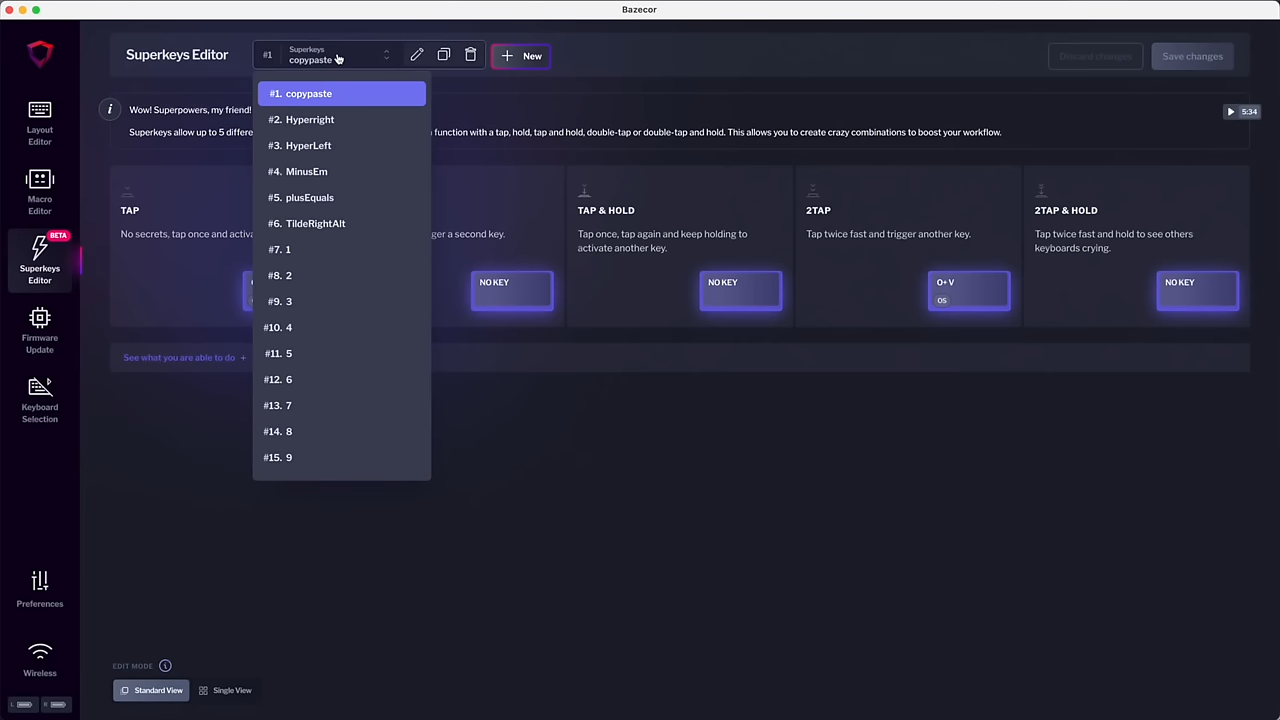 Bazecor
Superkeys Editor
#1
Superkeys
copypaste
New
Discard changes
Save changes
Layout
Editor
Macro
Editor
BETA
Superkeys
Editor
Firmware
Update
Keyboard
Selection
Preferences
Wireless
L
R
#1. copypaste
#2. Hyperright
#3. HyperLeft
#4. MinusEm
#5. plusEquals
#6. TildeRightAlt
#7. 1
#8. 2
#9. 3
#10. 4
#11. 5
#12. 6
#13. 7
#14. 8
#15. 9
i
Wow! Superpowers, my friend!
Superkeys allow up to 5 differe
function with a tap, hold, tap and hold, double-tap or double-tap and hold. This allows you to create crazy combinations to boost your workflow.
5:34
TAP
No secrets, tap once and activa
ger a second key.
NO KEY
TAP & HOLD
Tap once, tap again and keep holding to
activate another key.
NO KEY
2TAP
Tap twice fast and trigger another key.
O+ V
OS
2TAP & HOLD
Tap twice fast and hold to see others
keyboards crying.
NO KEY
See what you are able to do +
EDIT MODE i
Standard View
Single View